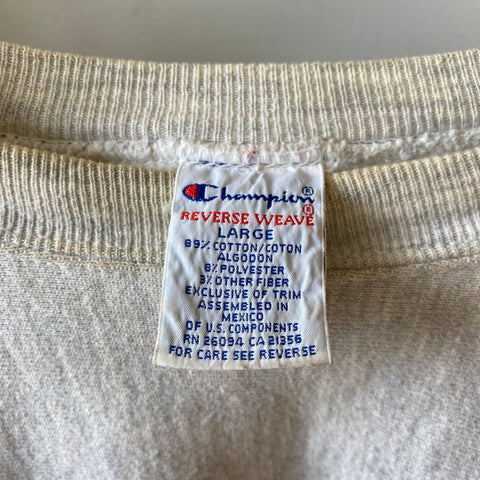 Champion®
REVERSE WEAVE®
LARGE
89% COTTON/COTON
ALGODON
8% POLYESTER
3% OTHER FIBER
EXCLUSIVE OF TRIM
ASSEMBLED IN
MEXICO
OF U.S. COMPONENTS
RN 26094 CA 21356
FOR CARE SEE REVERSE